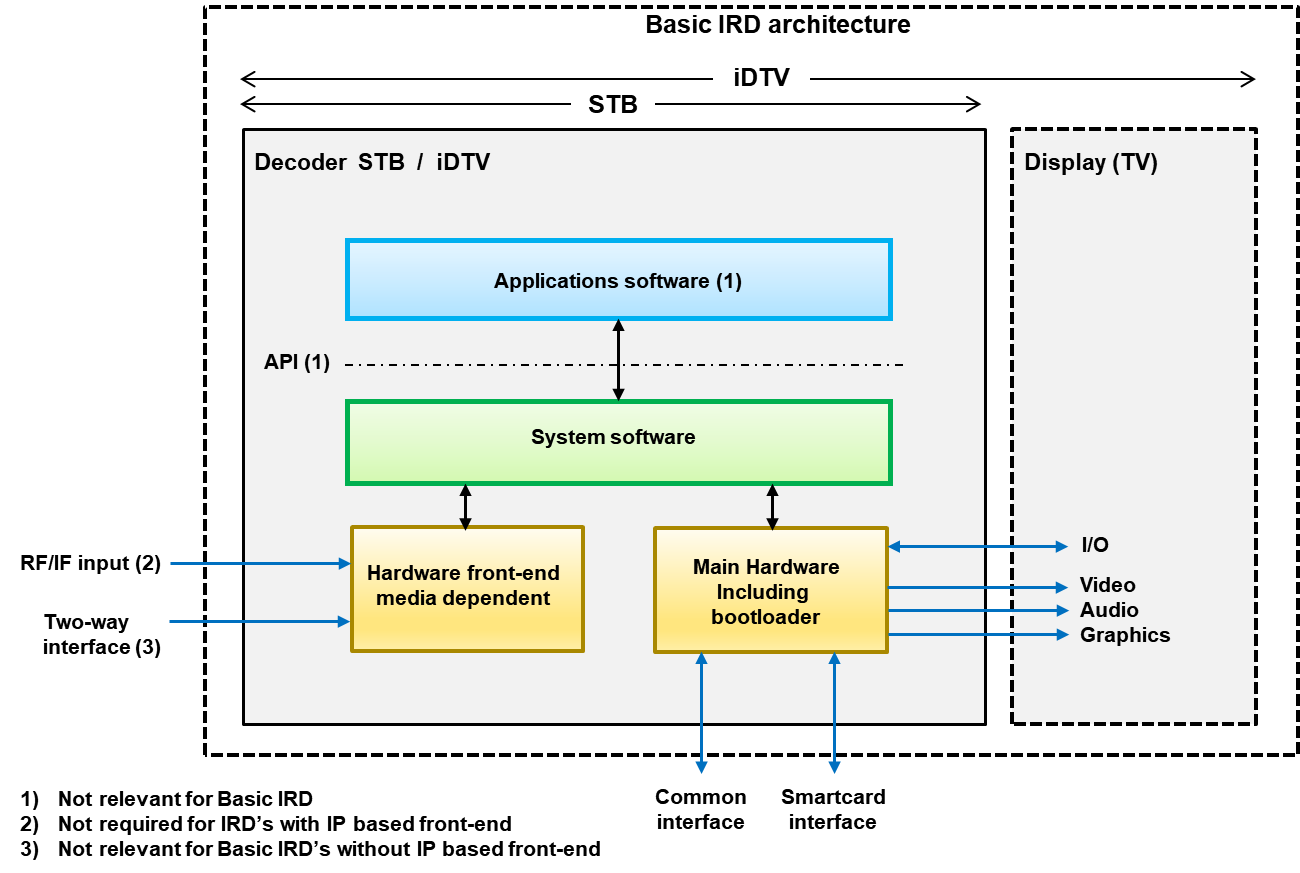 Basic IRD architecture
iDTV
STB
Decoder STB / iDTV
Display (TV)
Applications software (1)
API (1)
System software
RF/IF input (2)
Two-way
interface (3)
Hardware front-end
media dependent
Main Hardware
Including
bootloader
I/O
Video
Audio
Graphics
Common
interface
Smartcard
interface
1) Not relevant for Basic IRD
2) Not required for IRD's with IP based front-end
3) Not relevant for Basic IRD's without IP based front-end